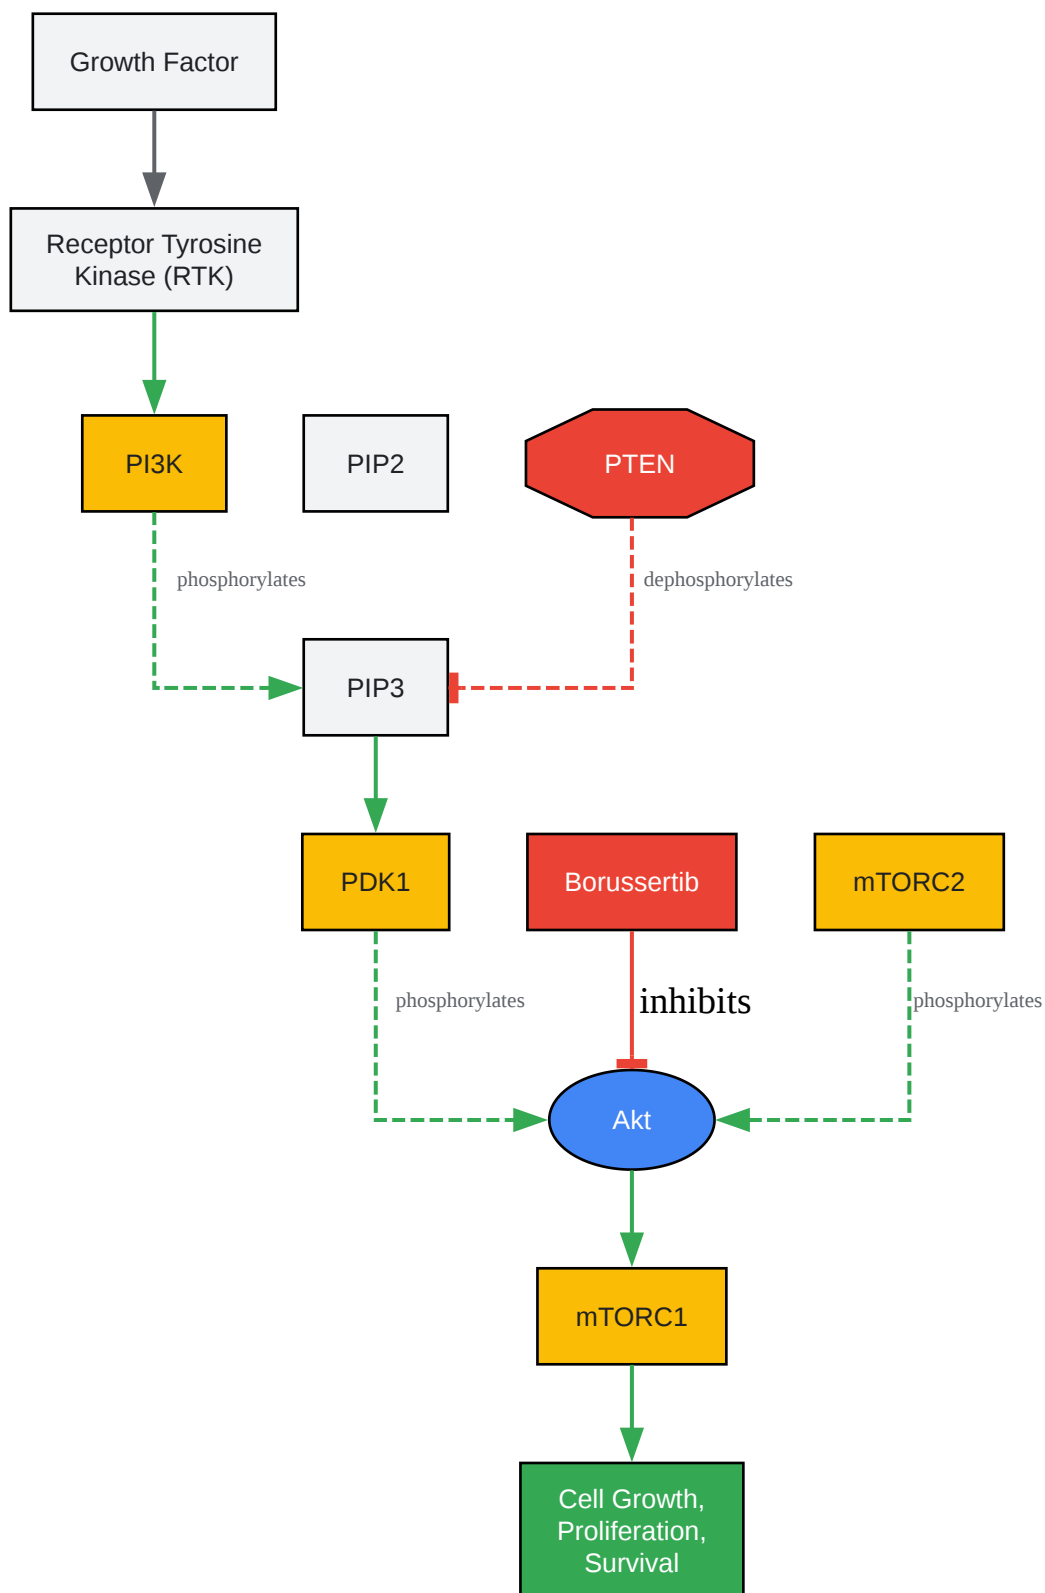 Growth Factor
Receptor Tyrosine
Kinase (RTK)
PI3K
PIP2
PTEN
phosphorylates
dephosphorylates
PIP3
PDK1
Borussertib
mTORC2
phosphorylates
inhibits
phosphorylates
Akt
mTORC1
Cell Growth,
Proliferation,
Survival